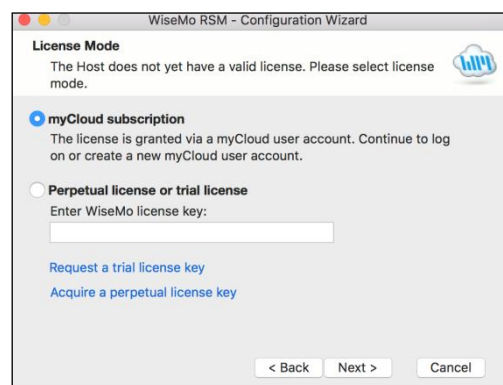 WiseMo RSM - Configuration Wizard
License Mode
The Host does not yet have a valid license. Please select license
mode.
myCloud subscription
The license is granted via a myCloud user account. Continue to log
on or create a new myCloud user account.
Perpetual license or trial license
Enter WiseMo license key:
Request a trial license key
Acquire a perpetual license key
< Back Next > Cancel